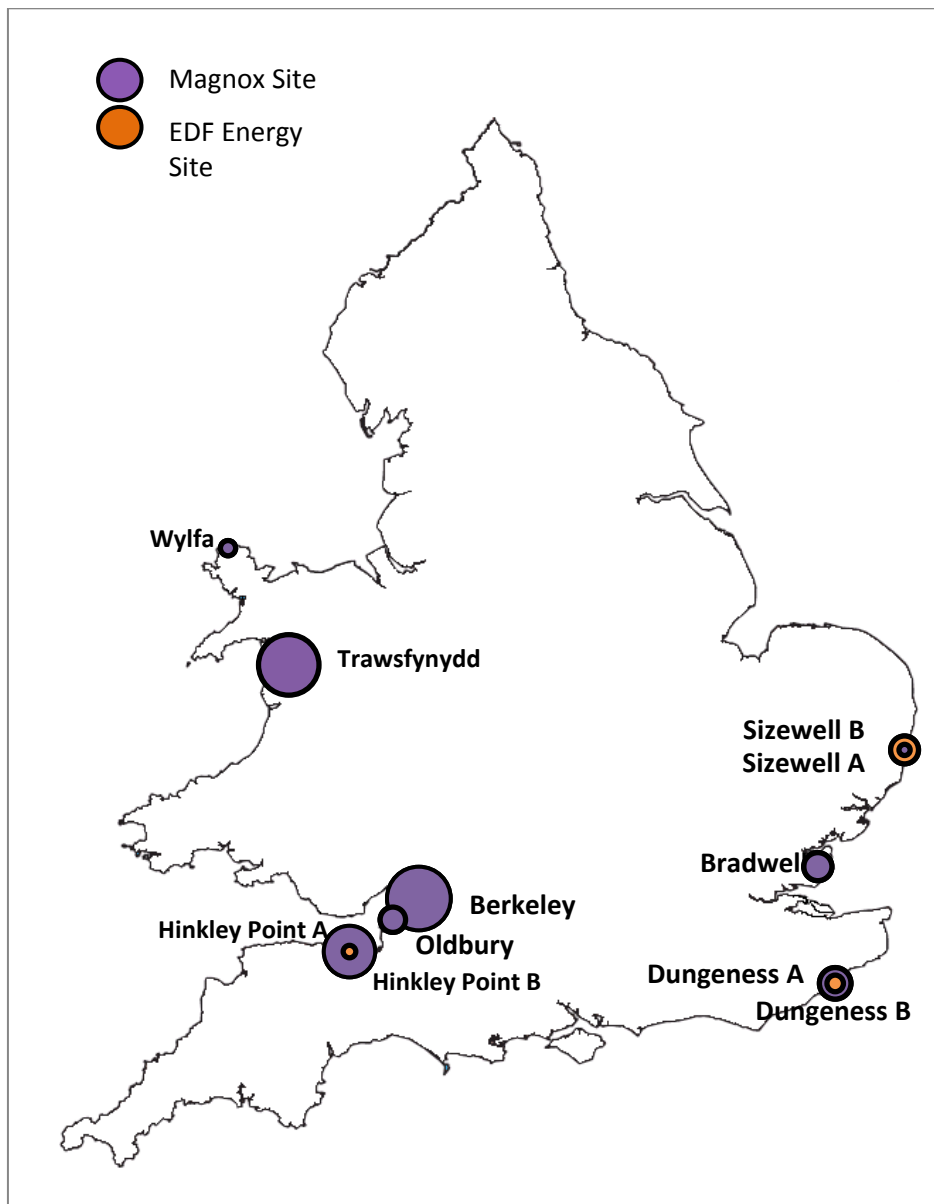 Magnox Site
EDF Energy
Site
Wylfa
Trawsfynydd
Sizewell B
Sizewell A
Bradwell
Berkeley
Hinkley Point A
Oldbury
Hinkley Point B
Dungeness A
Dungeness B